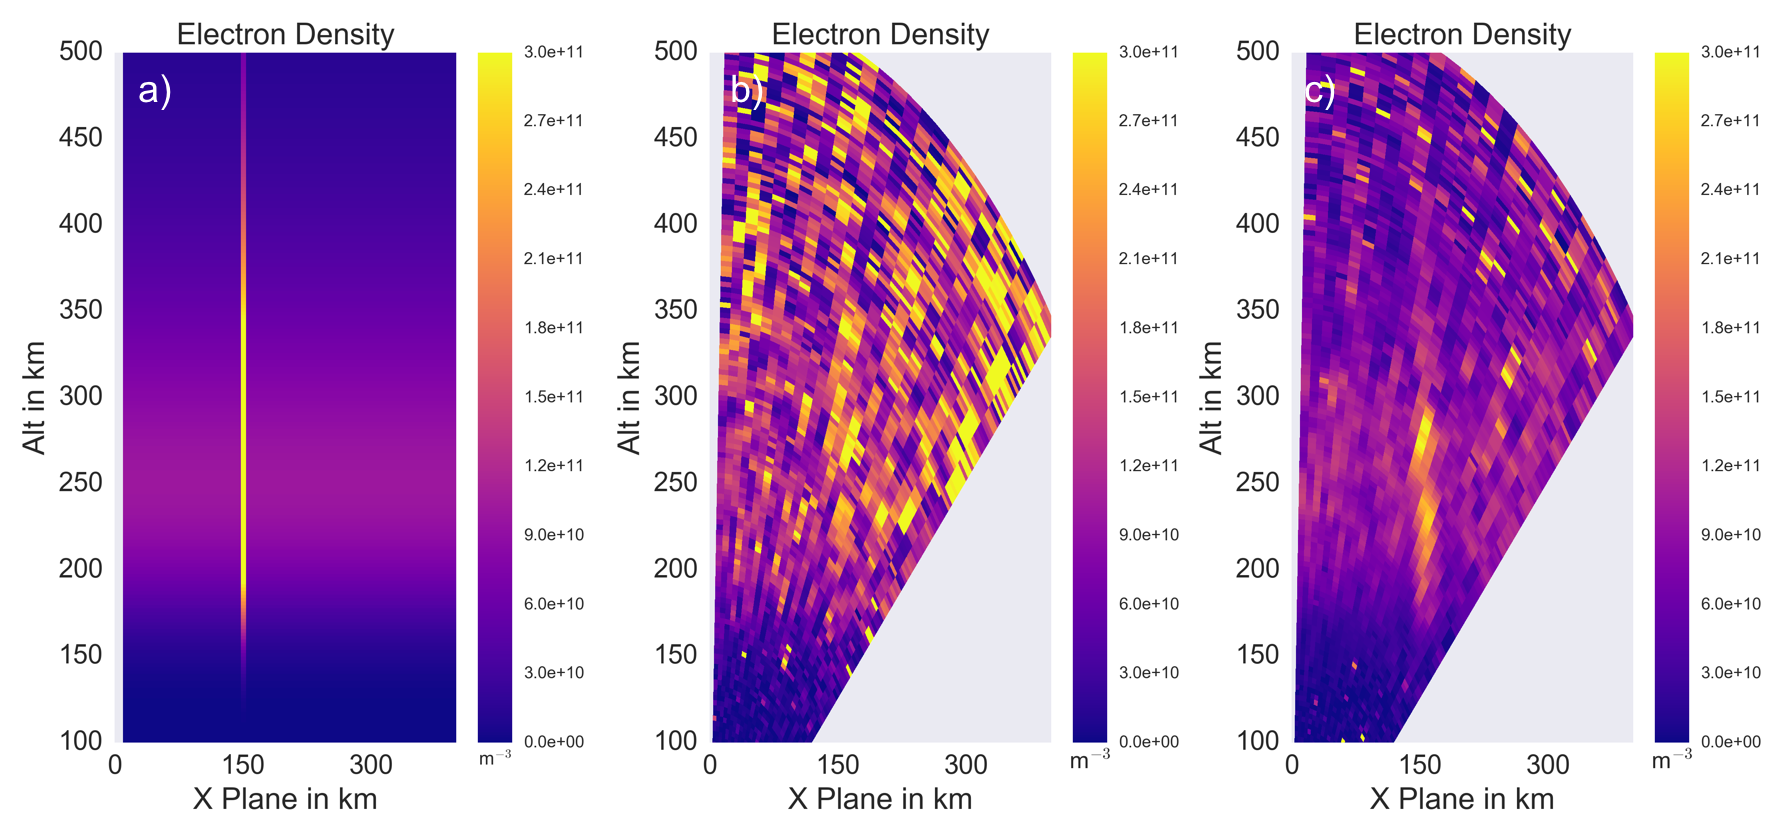 Electron Density
a)
500
450
400
350
300
250
200
150
100
Alt in km
0
150
300
X Plane in km
3.0e+11
2.7e+11
2.4e+11
2.1e+11
1.8e+11
1.5e+11
1.2e+11
9.0e+10
6.0e+10
3.0e+10
0.0e+00
m⁻³
Electron Density
b)
500
450
400
350
300
250
200
150
100
Alt in km
0
150
300
X Plane in km
3.0e+11
2.7e+11
2.4e+11
2.1e+11
1.8e+11
1.5e+11
1.2e+11
9.0e+10
6.0e+10
3.0e+10
0.0e+00
m⁻³
Electron Density
c)
500
450
400
350
300
250
200
150
100
Alt in km
0
150
300
X Plane in km
3.0e+11
2.7e+11
2.4e+11
2.1e+11
1.8e+11
1.5e+11
1.2e+11
9.0e+10
6.0e+10
3.0e+10
0.0e+00
m⁻³